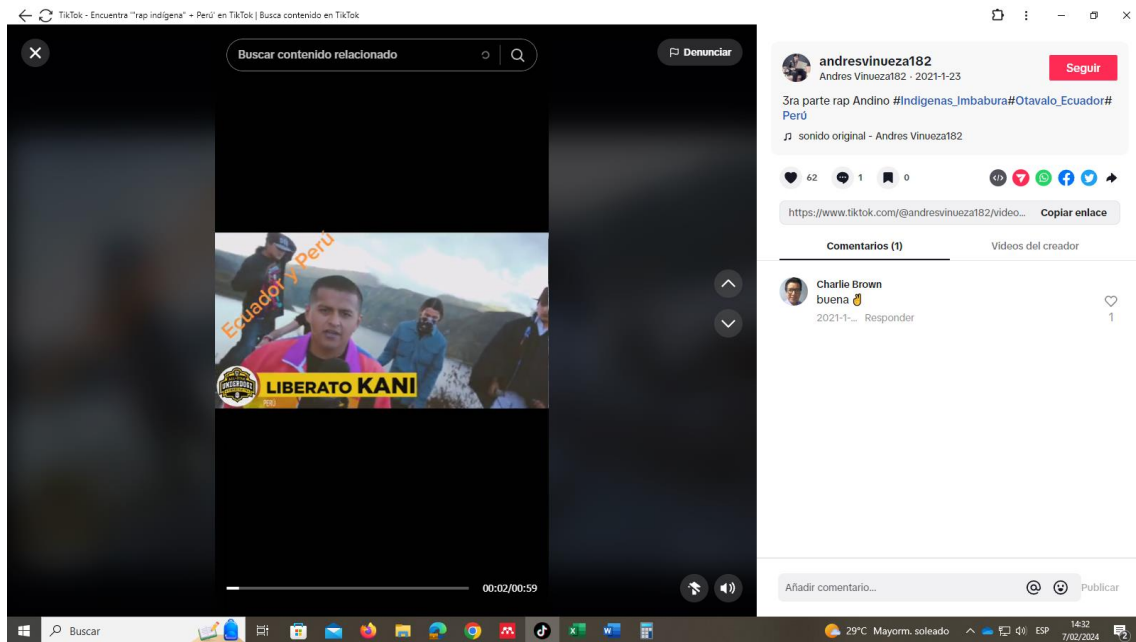 TikTok - Encuentra '"rap indígena" + Perú' en TikTok | Busca contenido en TikTok
Buscar contenido relacionado
Denunciar
Ecuador y Perú
UNDERDOGZ
LIBERATO KANI
PERÚ
00:02/00:59
andresvinueza182
Andres Vinueza182 · 2021-1-23
Seguir
3ra parte rap Andino #Indigenas_Imbabura#Otavalo_Ecuador#
Perú
sonido original - Andres Vinueza182
62 1 0
https://www.tiktok.com/@andresvinueza182/video... Copiar enlace
Comentarios (1) Videos del creador
Charlie Brown
buena ✌
2021-1-... Responder
1
Añadir comentario... Publicar
Buscar
29°C Mayorm. soleado ESP 14:32
7/02/2024 2